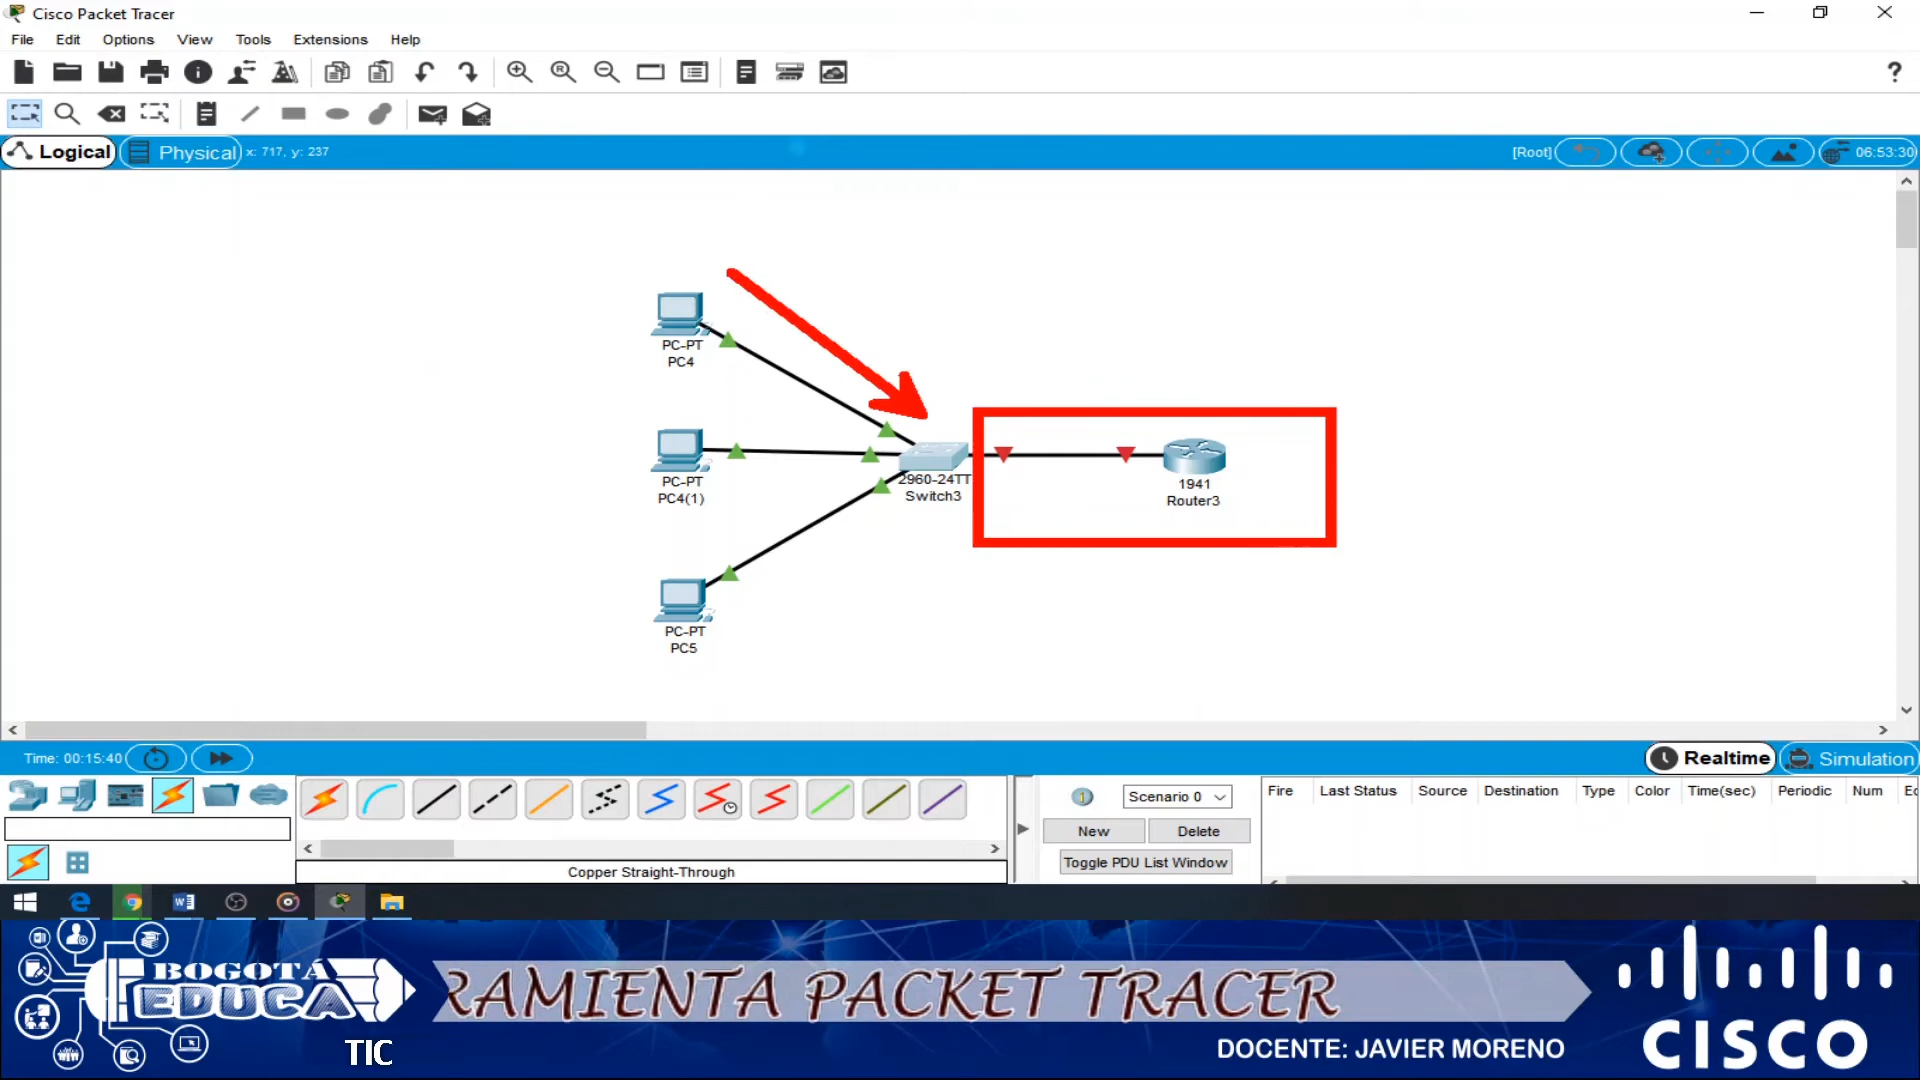 Cisco Packet Tracer
File Edit Options View Tools Extensions Help
Logical Physical x: 717, y: 237 [Root] 06:53:30
PC-PT
PC4
PC-PT
PC4(1)
2960-24TT
Switch3
1941
Router3
PC-PT
PC5
Time: 00:15:40 Realtime Simulation
Scenario 0
Fire Last Status Source Destination Type Color Time(sec) Periodic Num
New Delete
Toggle PDU List Window
Copper Straight-Through
BOGOTÁ
EDUCA
TIC
RAMIENTA PACKET TRACER
DOCENTE: JAVIER MORENO
CISCO